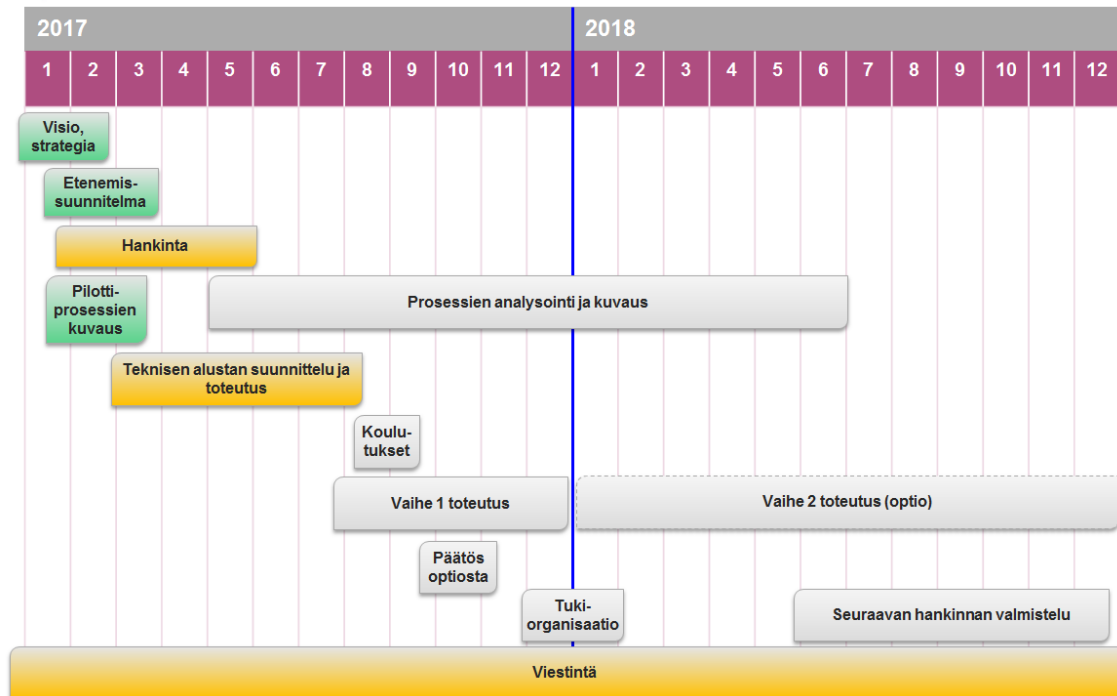 2017 2018
1 2 3 4 5 6 7 8 9 10 11 12 1 2 3 4 5 6 7 8 9 10 11 12
Visio,
strategia
Etenemis-
suunnitelma
Hankinta
Pilotti-
prosessien
kuvaus
Prosessien analysointi ja kuvaus
Teknisen alustan suunnittelu ja
toteutus
Koulu-
tukset
Vaihe 1 toteutus
Vaihe 2 toteutus (optio)
Päätös
optiosta
Tuki-
organisaatio
Seuraavan hankinnan valmistelu
Viestintä